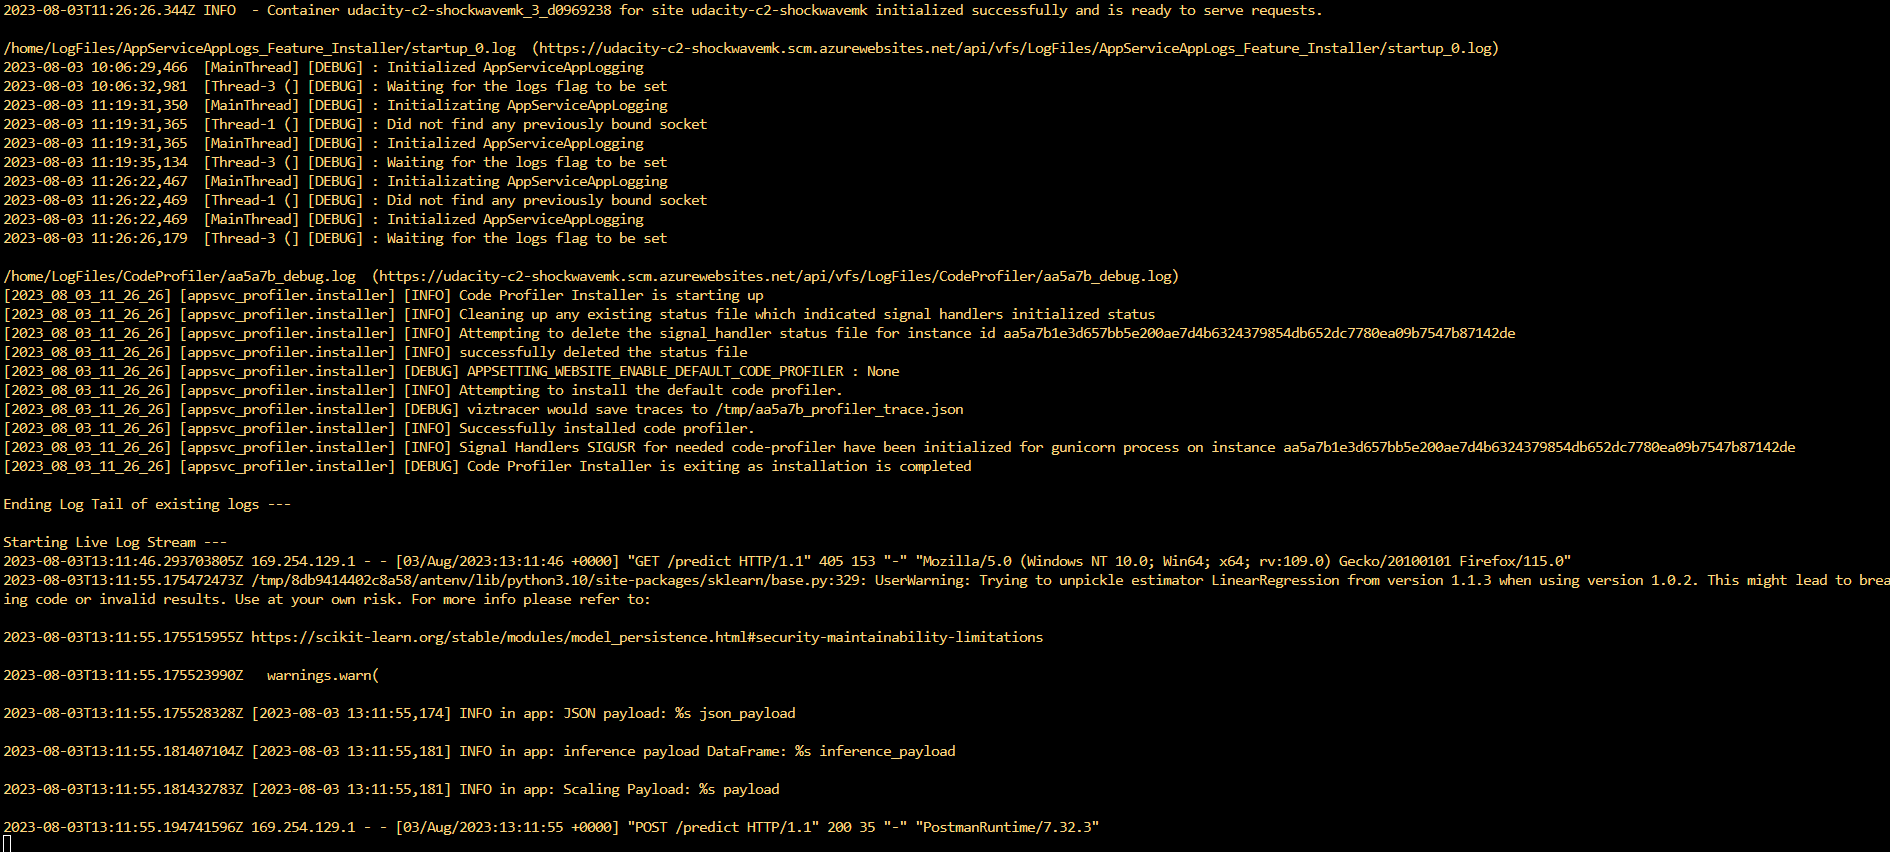 2023-08-03T11:26:26.344Z INFO  - Container udacity-c2-shockwavemk_3_d0969238 for site udacity-c2-shockwavemk initialized successfully and is ready to serve requests.
/home/LogFiles/AppServiceAppLogs_Feature_Installer/startup_0.log  (https://udacity-c2-shockwavemk.scm.azurewebsites.net/api/vfs/LogFiles/AppServiceAppLogs_Feature_Installer/startup_0.log)
2023-08-03 10:06:29,466  [MainThread] [DEBUG] : Initialized AppServiceAppLogging
2023-08-03 10:06:32,981  [Thread-3 (] [DEBUG] : Waiting for the logs flag to be set
2023-08-03 11:19:31,350  [MainThread] [DEBUG] : Initializating AppServiceAppLogging
2023-08-03 11:19:31,365  [Thread-1 (] [DEBUG] : Did not find any previously bound socket
2023-08-03 11:19:31,365  [MainThread] [DEBUG] : Initialized AppServiceAppLogging
2023-08-03 11:19:35,134  [Thread-3 (] [DEBUG] : Waiting for the logs flag to be set
2023-08-03 11:26:22,467  [MainThread] [DEBUG] : Initializating AppServiceAppLogging
2023-08-03 11:26:22,469  [Thread-1 (] [DEBUG] : Did not find any previously bound socket
2023-08-03 11:26:22,469  [MainThread] [DEBUG] : Initialized AppServiceAppLogging
2023-08-03 11:26:26,179  [Thread-3 (] [DEBUG] : Waiting for the logs flag to be set
/home/LogFiles/CodeProfiler/aa5a7b_debug.log  (https://udacity-c2-shockwavemk.scm.azurewebsites.net/api/vfs/LogFiles/CodeProfiler/aa5a7b_debug.log)
[2023_08_03_11_26_26] [appsvc_profiler.installer] [INFO] Code Profiler Installer is starting up
[2023_08_03_11_26_26] [appsvc_profiler.installer] [INFO] Cleaning up any existing status file which indicated signal handlers initialized status
[2023_08_03_11_26_26] [appsvc_profiler.installer] [INFO] Attempting to delete the signal_handler status file for instance id aa5a7b1e3d657bb5e200ae7d4b6324379854db652dc7780ea09b7547b87142de
[2023_08_03_11_26_26] [appsvc_profiler.installer] [INFO] successfully deleted the status file
[2023_08_03_11_26_26] [appsvc_profiler.installer] [DEBUG] APPSETTING_WEBSITE_ENABLE_DEFAULT_CODE_PROFILER : None
[2023_08_03_11_26_26] [appsvc_profiler.installer] [INFO] Attempting to install the default code profiler.
[2023_08_03_11_26_26] [appsvc_profiler.installer] [DEBUG] viztracer would save traces to /tmp/aa5a7b_profiler_trace.json
[2023_08_03_11_26_26] [appsvc_profiler.installer] [INFO] Successfully installed code profiler.
[2023_08_03_11_26_26] [appsvc_profiler.installer] [INFO] Signal Handlers SIGUSR for needed code-profiler have been initialized for gunicorn process on instance aa5a7b1e3d657bb5e200ae7d4b6324379854db652dc7780ea09b7547b87142de
[2023_08_03_11_26_26] [appsvc_profiler.installer] [DEBUG] Code Profiler Installer is exiting as installation is completed
Ending Log Tail of existing logs ---
Starting Live Log Stream ---
2023-08-03T13:11:46.293703805Z 169.254.129.1 - - [03/Aug/2023:13:11:46 +0000] "GET /predict HTTP/1.1" 405 153 "-" "Mozilla/5.0 (Windows NT 10.0; Win64; x64; rv:109.0) Gecko/20100101 Firefox/115.0"
2023-08-03T13:11:55.175472473Z /tmp/8db9414402c8a58/antenv/lib/python3.10/site-packages/sklearn/base.py:329: UserWarning: Trying to unpickle estimator LinearRegression from version 1.1.3 when using version 1.0.2. This might lead to brea
ing code or invalid results. Use at your own risk. For more info please refer to:
2023-08-03T13:11:55.175515955Z https://scikit-learn.org/stable/modules/model_persistence.html#security-maintainability-limitations
2023-08-03T13:11:55.175523990Z   warnings.warn(
2023-08-03T13:11:55.175528328Z [2023-08-03 13:11:55,174] INFO in app: JSON payload: %s json_payload
2023-08-03T13:11:55.181407104Z [2023-08-03 13:11:55,181] INFO in app: inference payload DataFrame: %s inference_payload
2023-08-03T13:11:55.181432783Z [2023-08-03 13:11:55,181] INFO in app: Scaling Payload: %s payload
2023-08-03T13:11:55.194741596Z 169.254.129.1 - - [03/Aug/2023:13:11:55 +0000] "POST /predict HTTP/1.1" 200 35 "-" "PostmanRuntime/7.32.3"